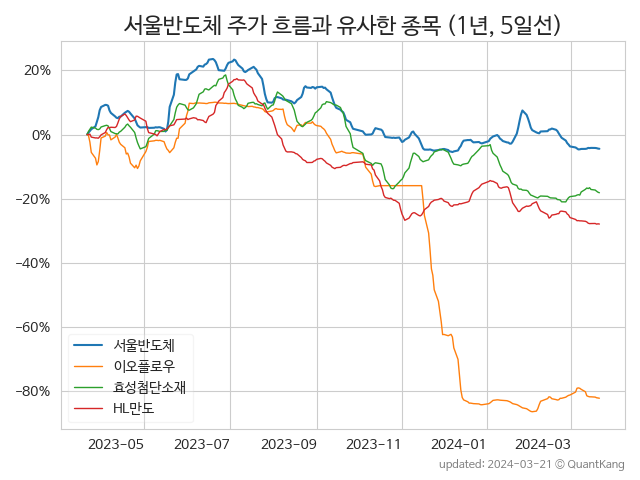 서울반도체 주가 흐름과 유사한 종목 (1년, 5일선)
20%
0%
−20%
−40%
−60%
−80%
서울반도체
이오플로우
효성첨단소재
HL만도
2023-05 2023-07 2023-09 2023-11 2024-01 2024-03
updated: 2024-03-21 © QuantKang